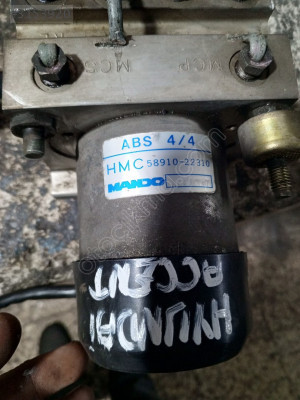 MCS
MCP
ABS 4/4
HMC 58910-22310
MANDO
HYUNDAI
ACCENT